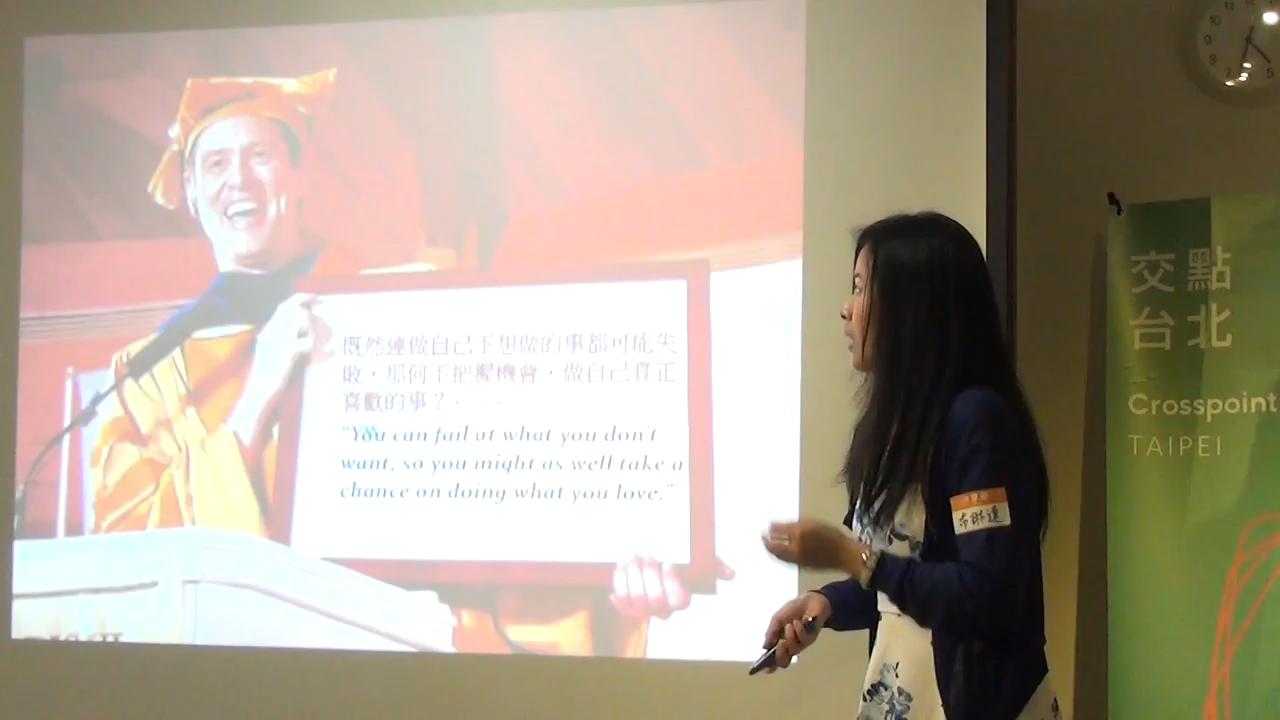 既然連做自己不想做的事都可能失
敗，那何不把握機會，做自己真正
喜歡的事？
"You can fail at what you don't
want, so you might as well take a
chance on doing what you love."
交點
台北
Crosspoint
TAIPEI